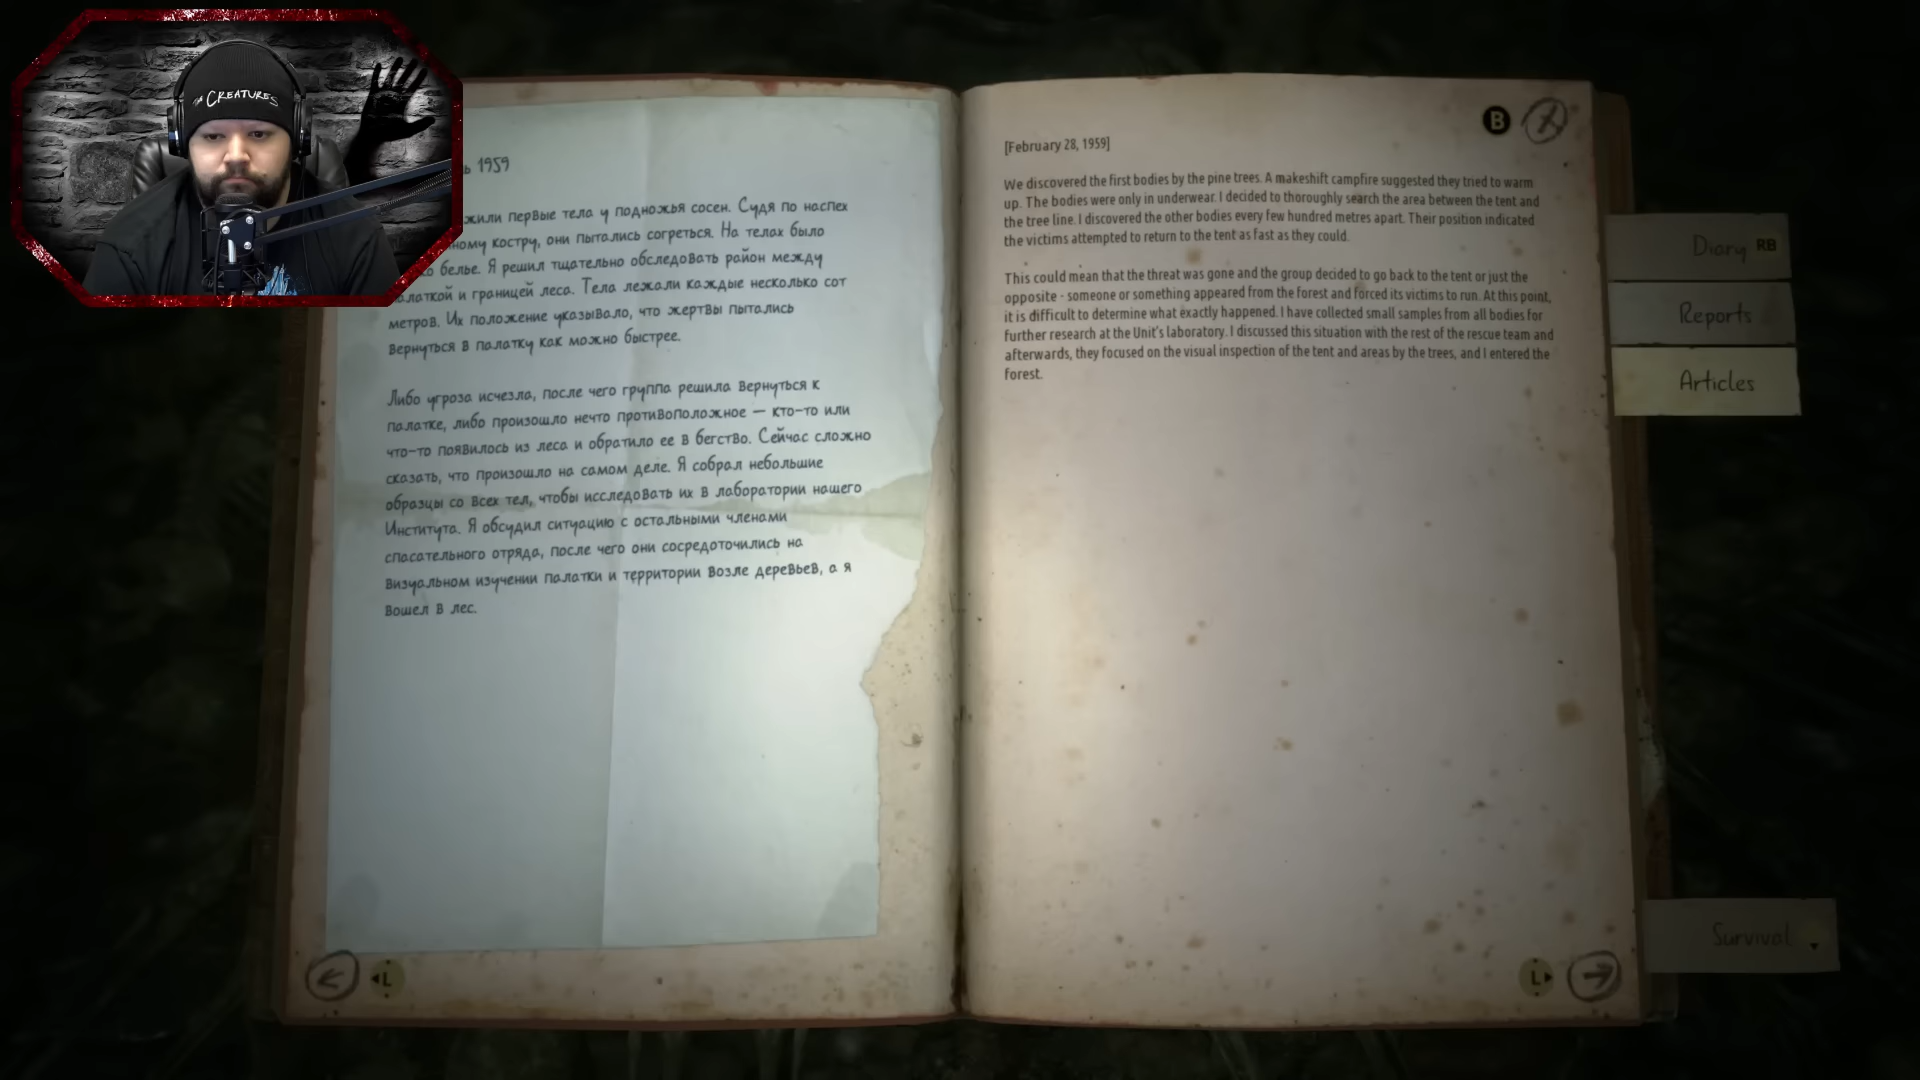 THE CREATURES
1959
первые тела у подножья сосен. Судя по наспех
костру, они пытались согреться. На телах было
белье. Я решил тщательно обследовать район между
и границей леса. Тела лежали каждые несколько сот
метров. Их положение указывало, что жертвы пытались
вернуться в палатку как можно быстрее.
Либо угроза исчезла, после чего группа решила вернуться к
палатке, либо произошло нечто противоположное — кто-то или
что-то появилось из леса и обратило ее в бегство. Сейчас сложно
сказать, что произошло на самом деле. Я собрал небольшие
образцы со всех тел, чтобы исследовать их в лаборатории нашего
Института. Я обсудил ситуацию с остальными членами
спасательного отряда, после чего они сосредоточились на
визуальном изучении палатки и территории возле деревьев, а я
вошел в лес.
L
B
[February 28, 1959]
We discovered the first bodies by the pine trees. A makeshift campfire suggested they tried to warm
up. The bodies were only in underwear. I decided to thoroughly search the area between the tent and
the tree line. I discovered the other bodies every few hundred metres apart. Their position indicated
the victims attempted to return to the tent as fast as they could.
This could mean that the threat was gone and the group decided to go back to the tent or just the
opposite - someone or something appeared from the forest and forced its victims to run. At this point,
it is difficult to determine what exactly happened. I have collected small samples from all bodies for
further research at the Unit's laboratory. I discussed this situation with the rest of the rescue team and
afterwards, they focused on the visual inspection of the tent and areas by the trees, and I entered the
forest.
L
Diary RB
Reports
Articles
Survival